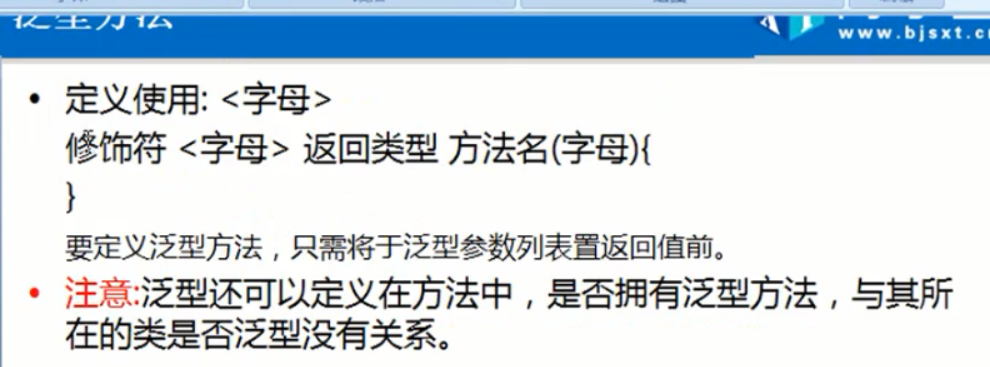 泛型方法
www.bjsxt.c
• 定义使用: <字母>
修饰符 <字母> 返回类型 方法名(字母){
}
要定义泛型方法，只需将于泛型参数列表置返回值前。
• 注意:泛型还可以定义在方法中，是否拥有泛型方法，与其所
在的类是否泛型没有关系。